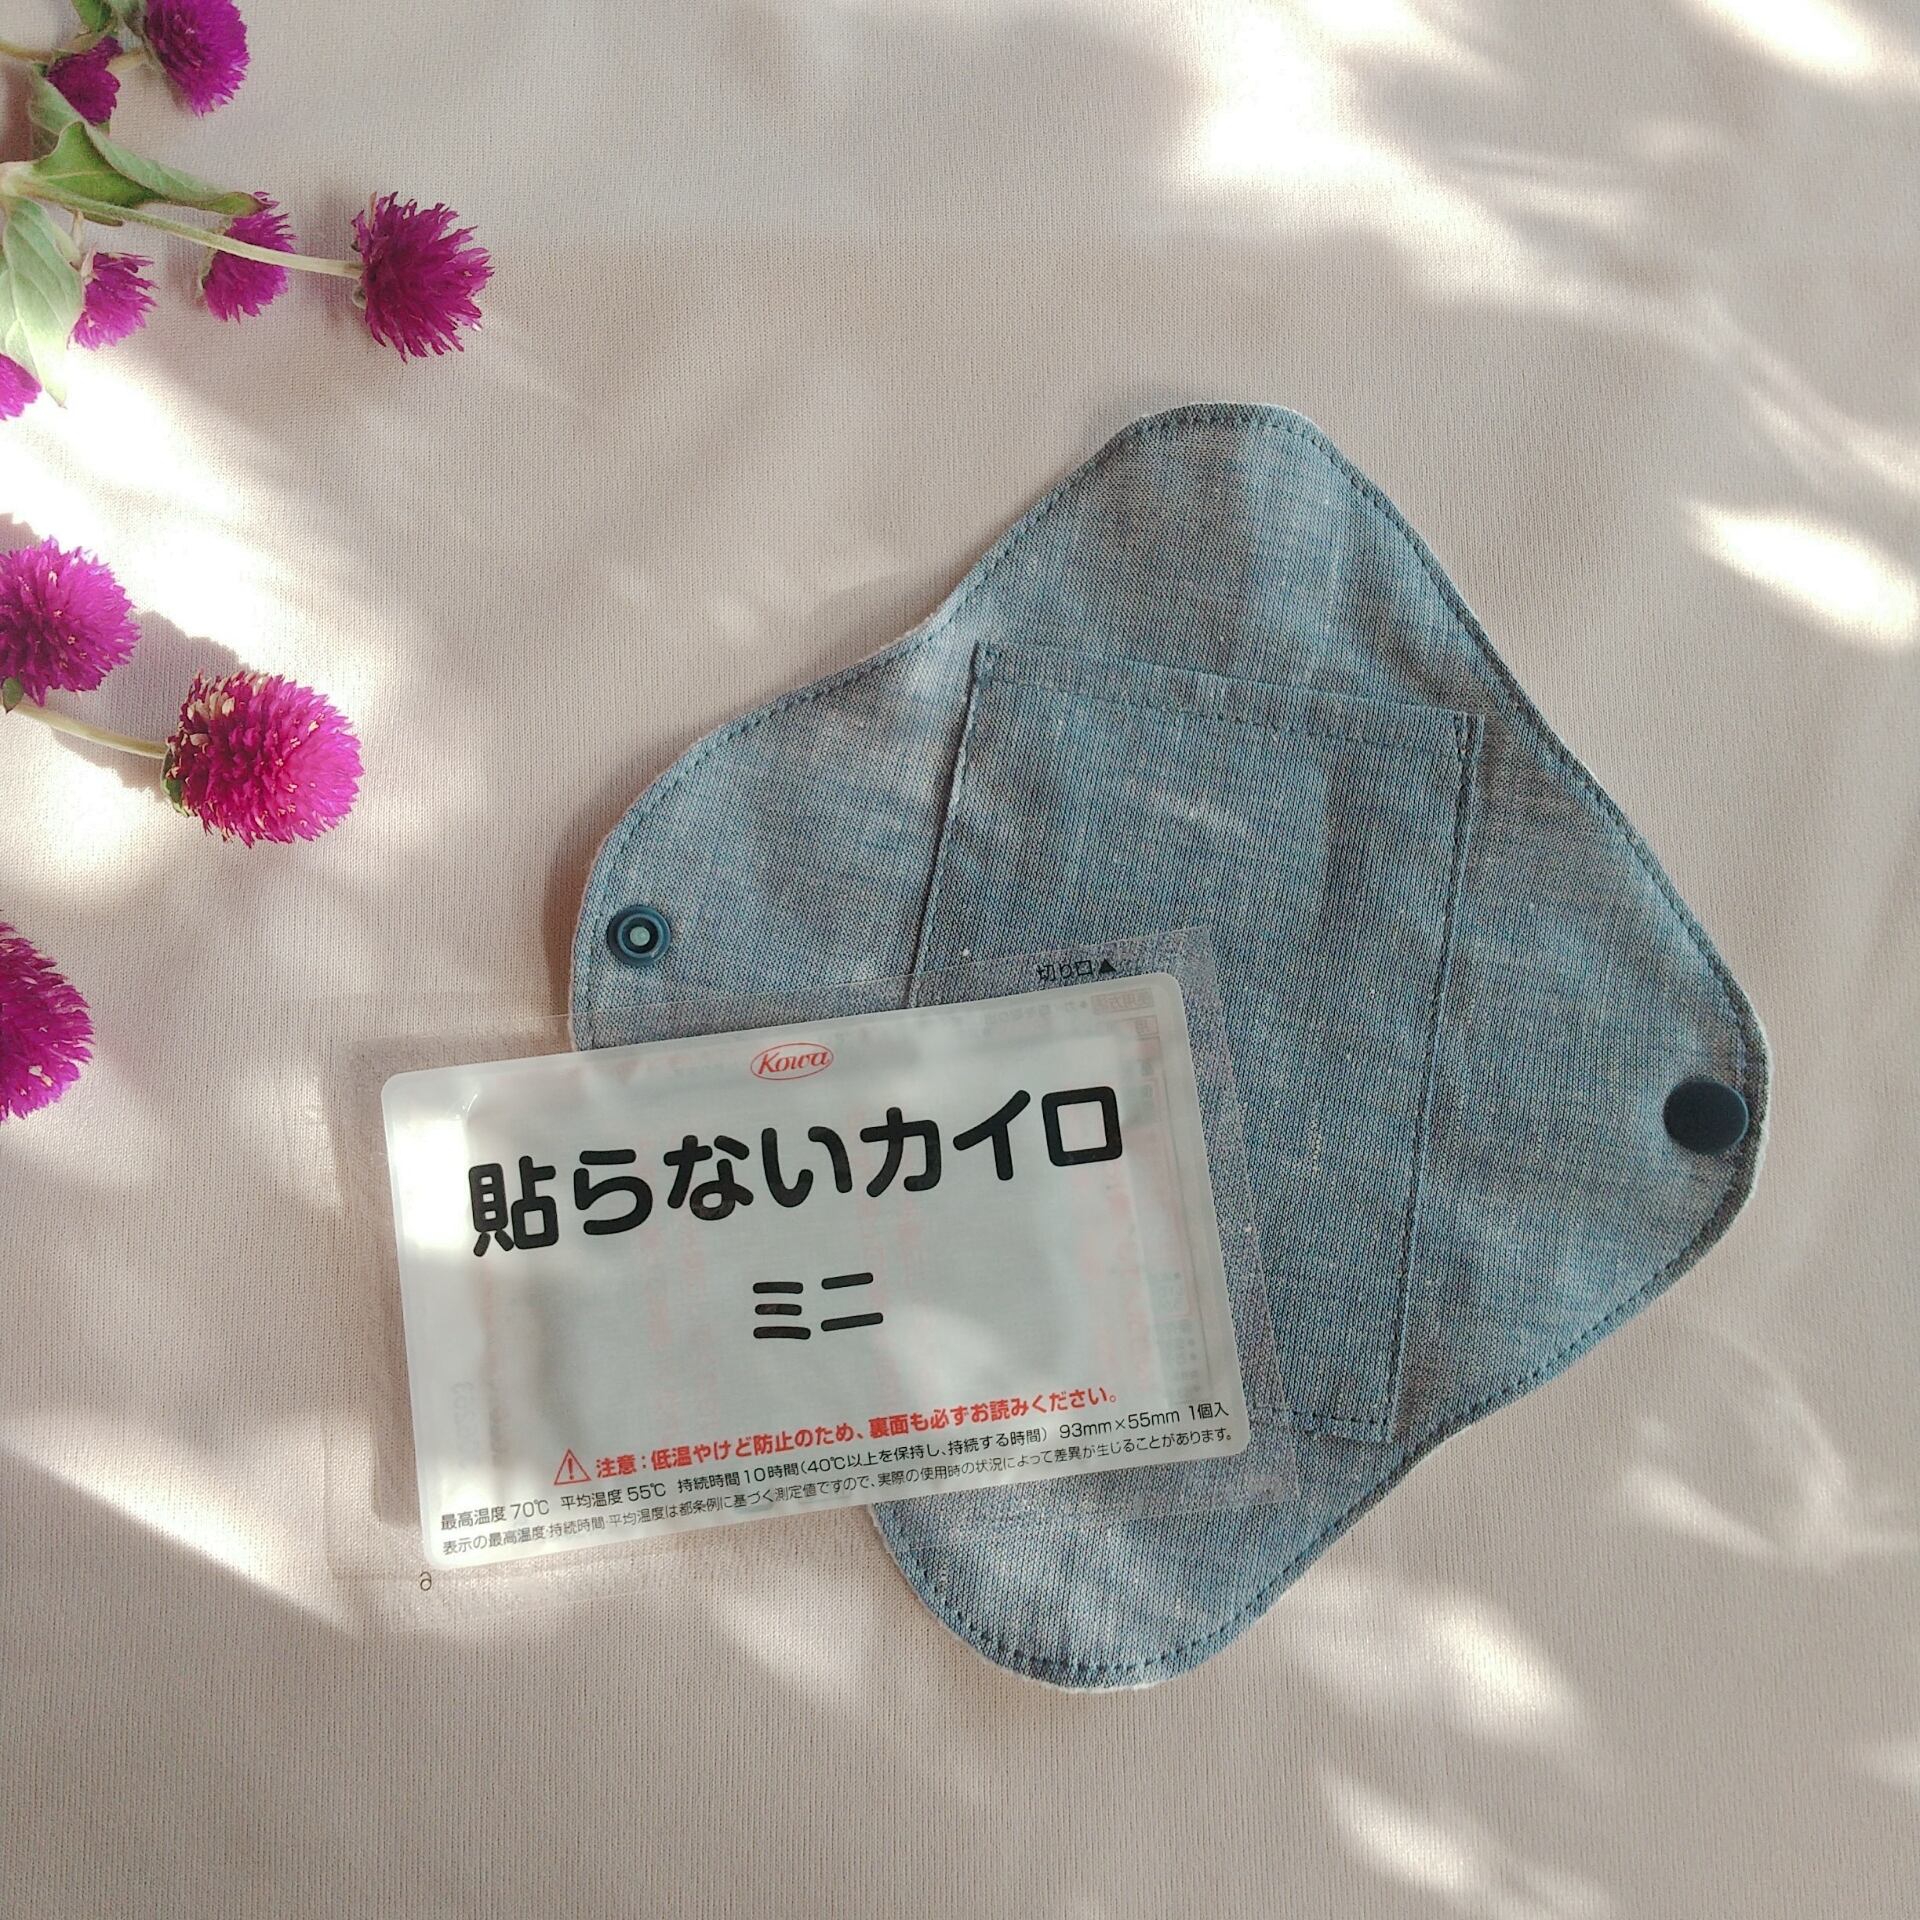 切り口▲
Kowa
貼らないカイロ
ミニ
注意：低温やけど防止のため、裏面も必ずお読みください。
最高温度70℃ 平均温度55℃ 持続時間10時間(40℃以上を保持し、持続する時間) 93mm×55mm 1個入
表示の最高温度・持続時間・平均温度は都条例に基づく測定値ですので、実際の使用時の状況によって差異が生じることがあります。